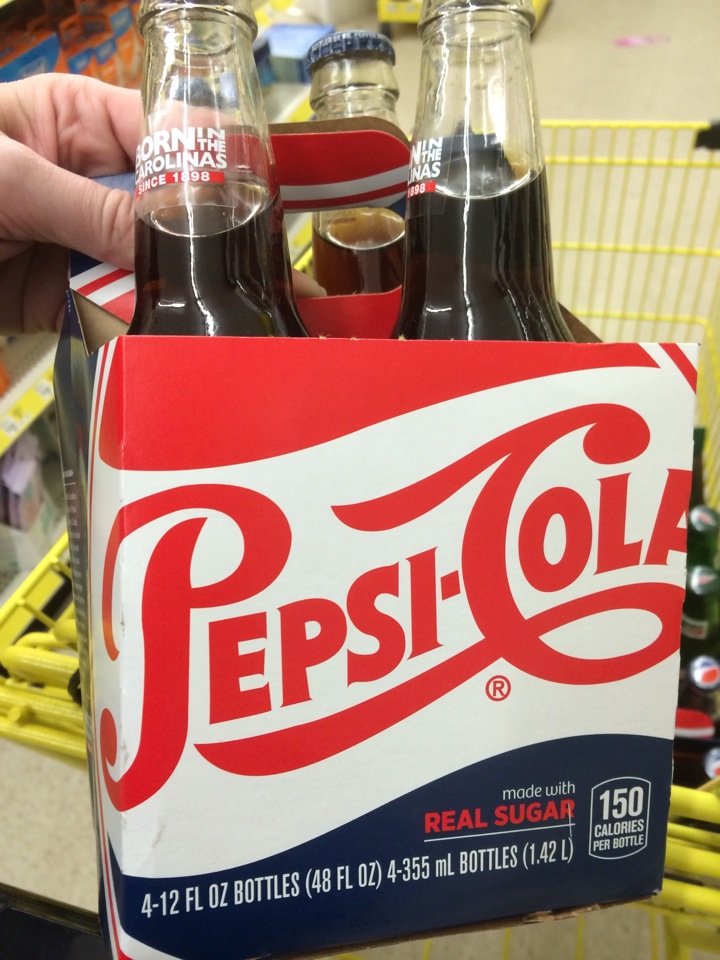 BORN IN
THE
CAROLINAS
SINCE 1898
N IN
THE
INAS
1898
PEPSI-COLA
®
made with
REAL SUGAR
150
CALORIES
PER BOTTLE
4-12 FL OZ BOTTLES (48 FL OZ) 4-355 mL BOTTLES (1.42 L)